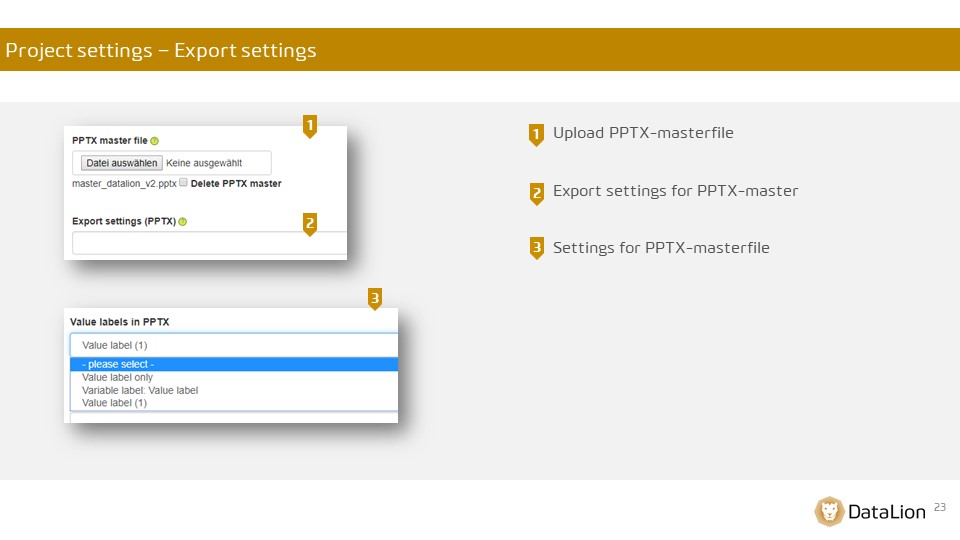 Project settings – Export settings
1
PPTX master file
Datei auswählen Keine ausgewählt
master_datalion_v2.pptx Delete PPTX master
Export settings (PPTX)
2
3
Value labels in PPTX
Value label (1)
- please select -
Value label only
Variable label: Value label
Value label (1)
1 Upload PPTX-masterfile
2 Export settings for PPTX-master
3 Settings for PPTX-masterfile
DataLion 23